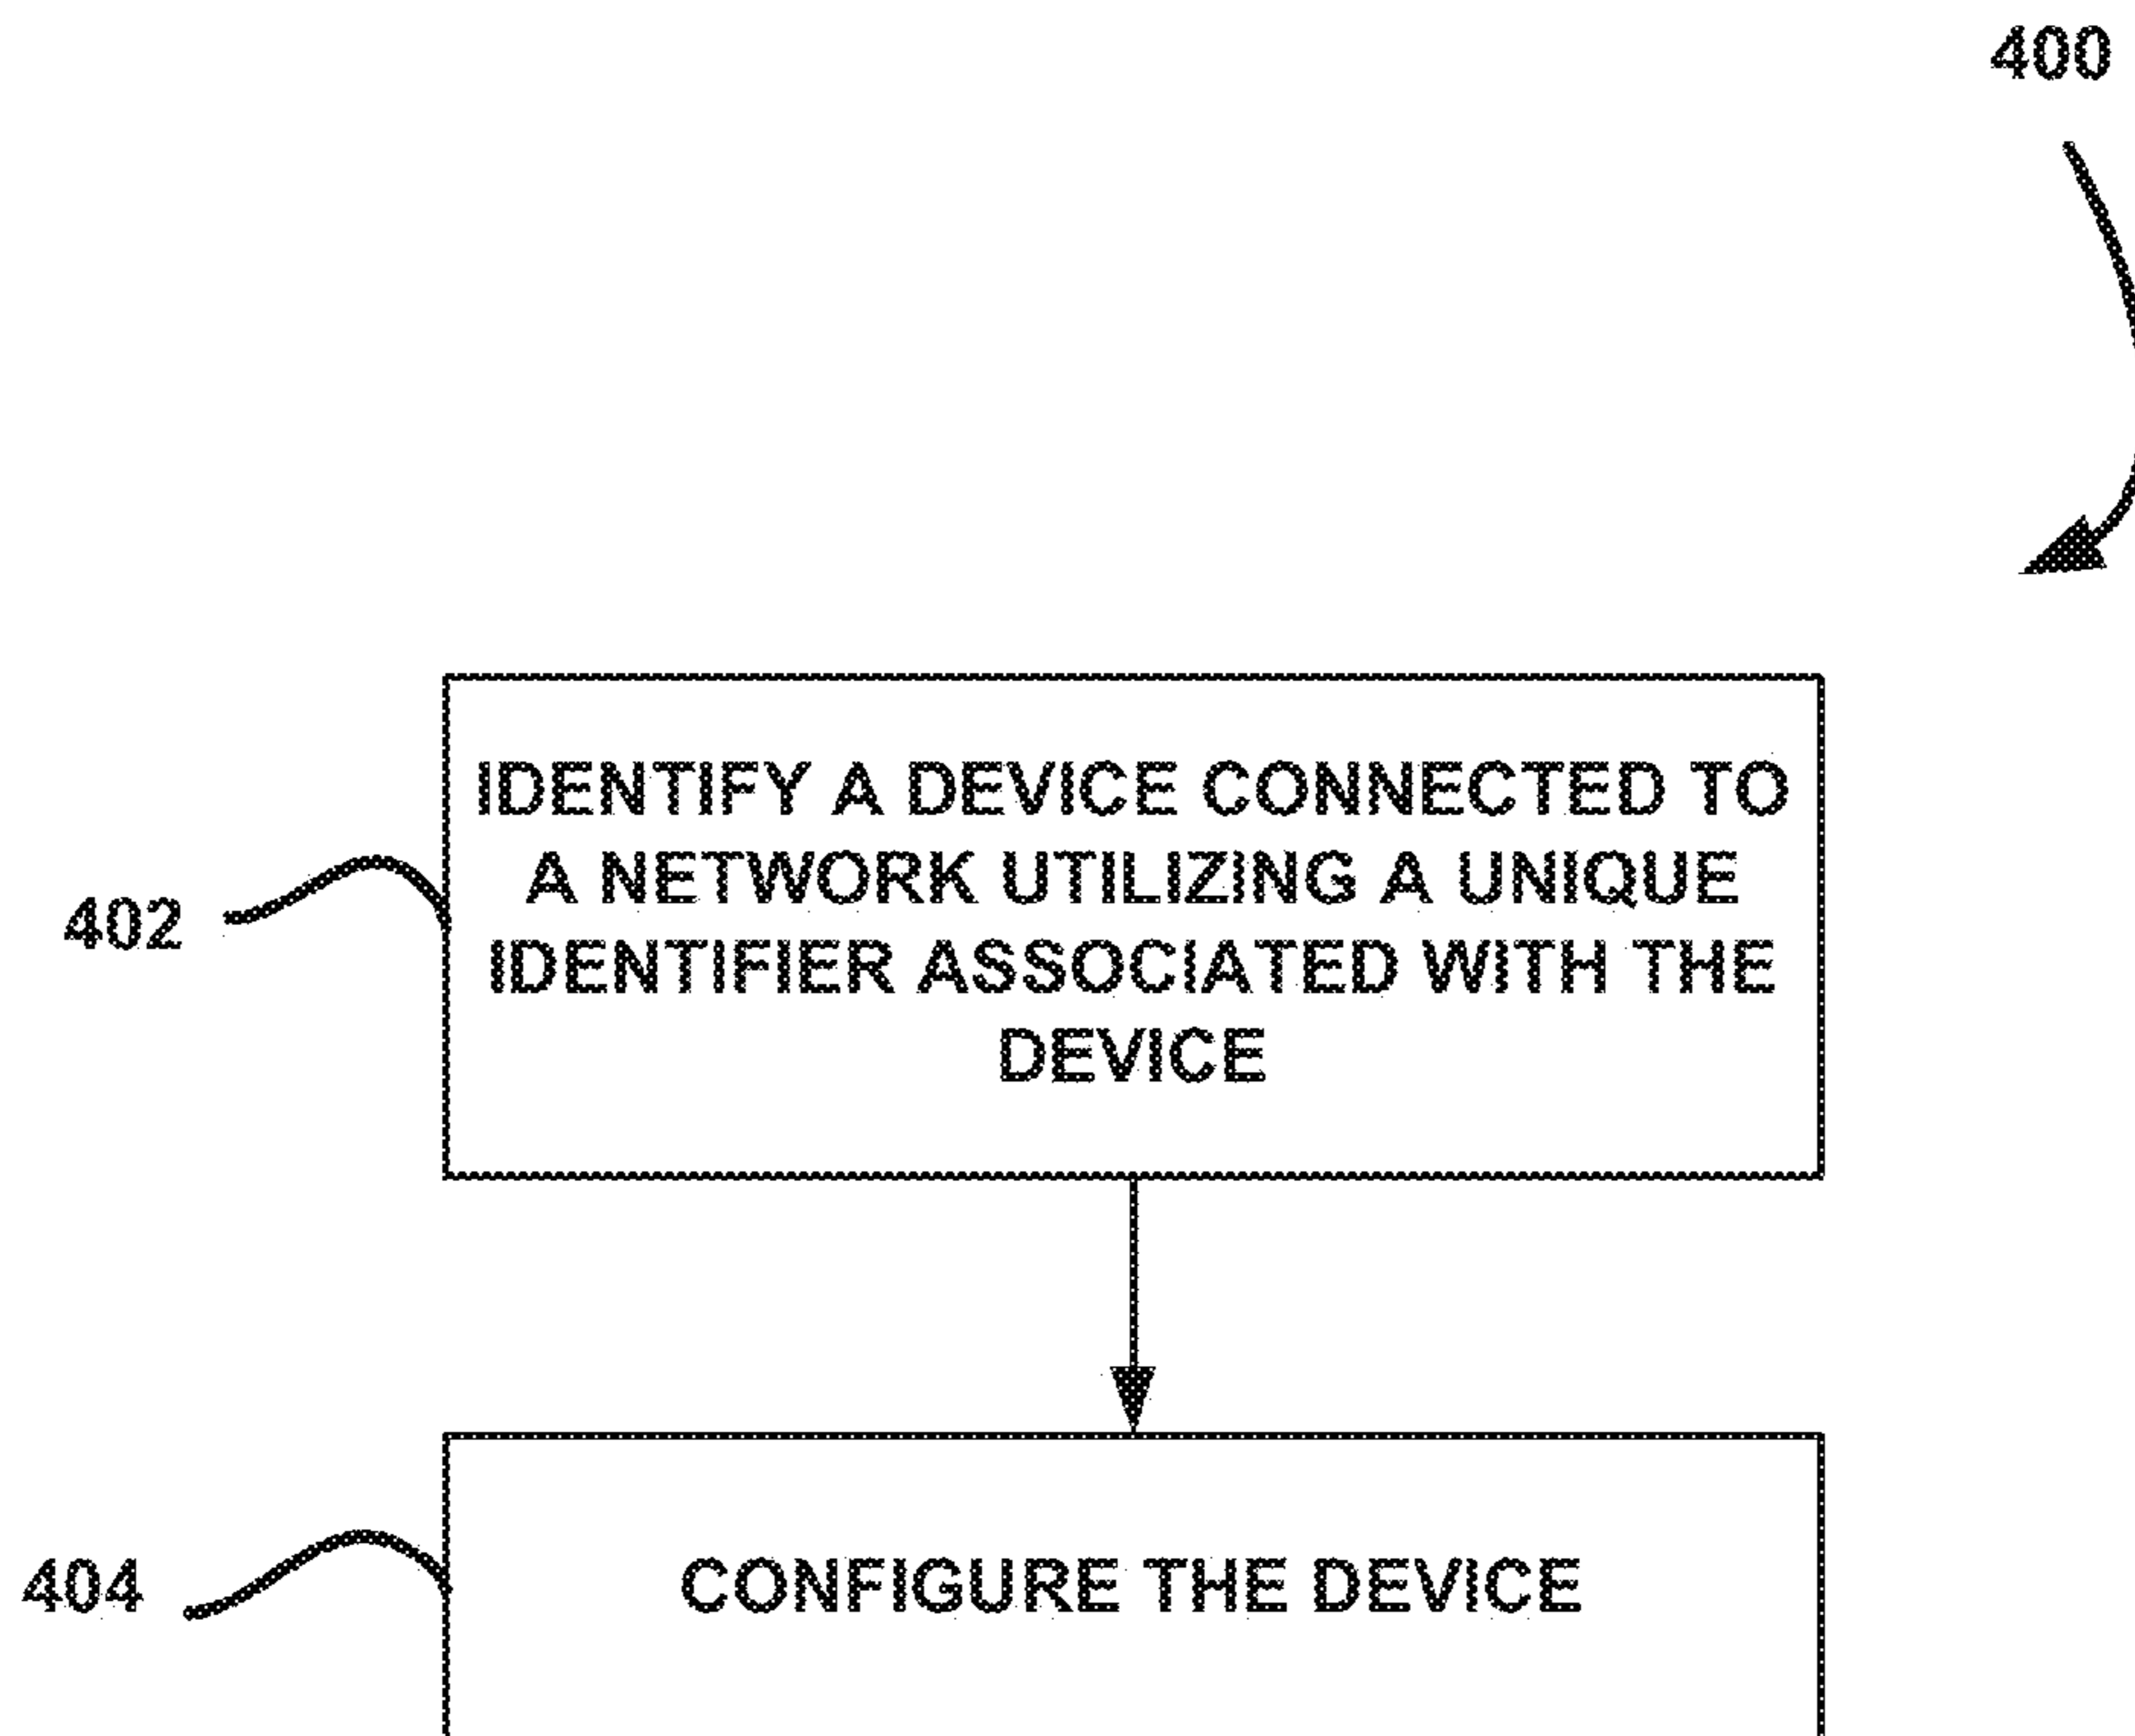 400
IDENTIFY A DEVICE CONNECTED TO
A NETWORK UTILIZING A UNIQUE
IDENTIFIER ASSOCIATED WITH THE
DEVICE
402
CONFIGURE THE DEVICE
404